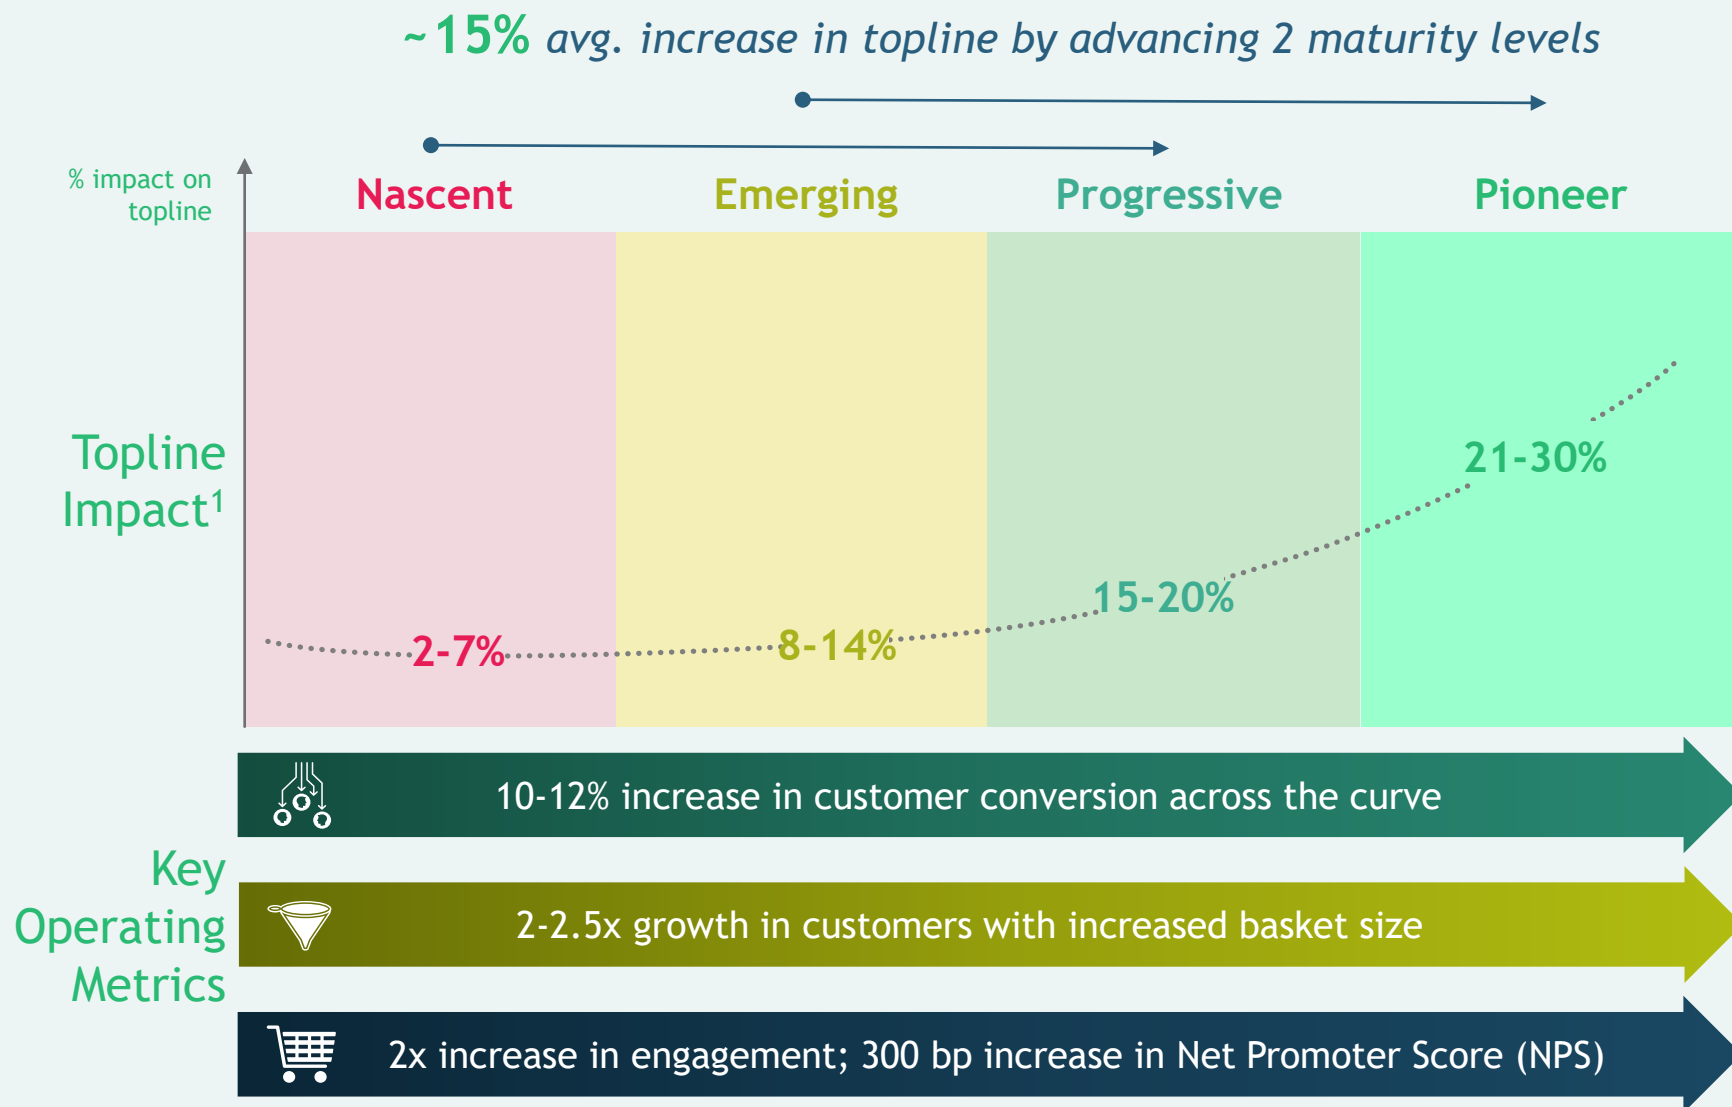 ~15% avg. increase in topline by advancing 2 maturity levels
% impact on
topline
Nascent
Emerging
Progressive
Pioneer
Topline
Impact¹
2-7%
8-14%
15-20%
21-30%
Key
Operating
Metrics
10-12% increase in customer conversion across the curve
2-2.5x growth in customers with increased basket size
2x increase in engagement; 300 bp increase in Net Promoter Score (NPS)